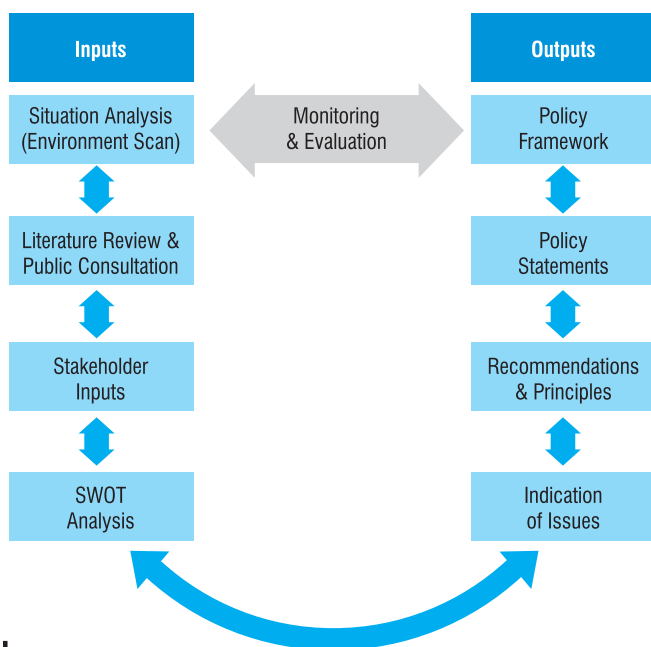 Inputs
Outputs
Situation Analysis
(Environment Scan)
Monitoring
& Evaluation
Policy
Framework
Literature Review &
Public Consultation
Policy
Statements
Stakeholder
Inputs
Recommendations
& Principles
SWOT
Analysis
Indication
of Issues